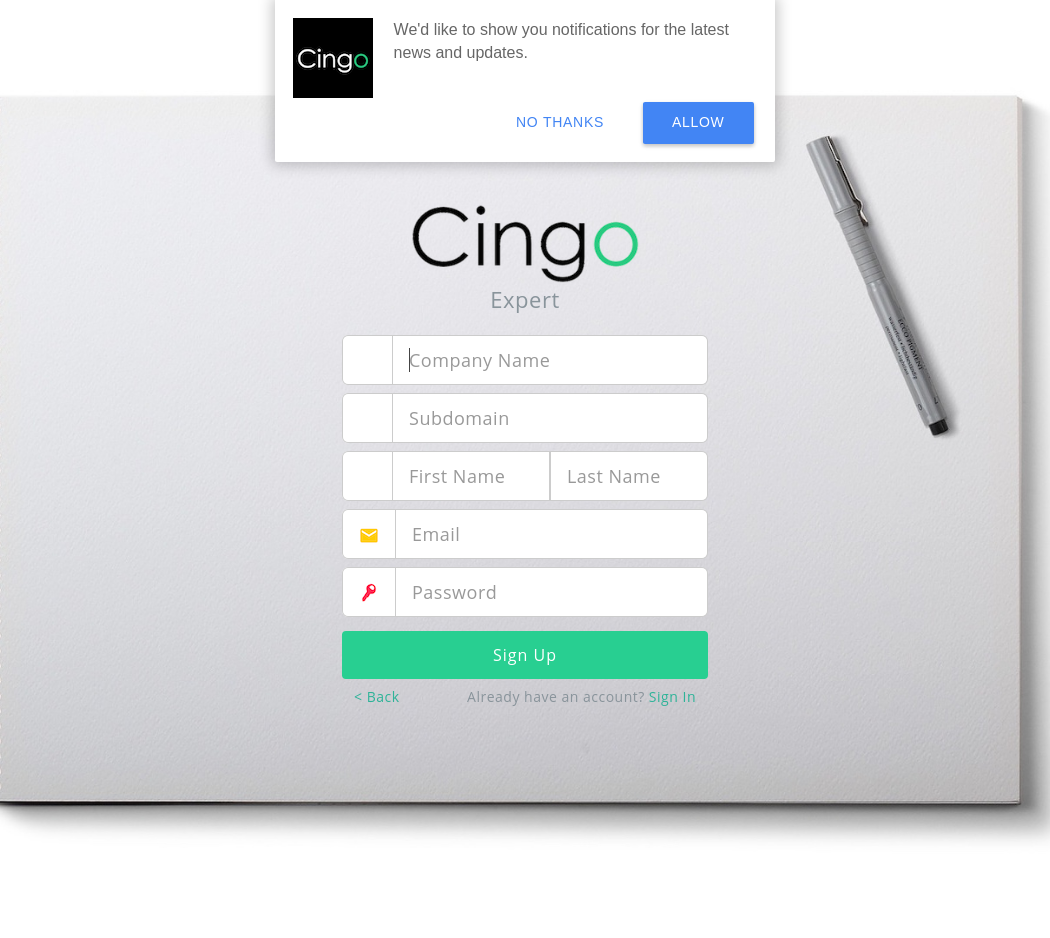 Cingo
We'd like to show you notifications for the latest
news and updates.
NO THANKS
ALLOW
Cingo
Expert
Company Name
Subdomain
First Name
Last Name
Email
Password
Sign Up
< Back
Already have an account? Sign In